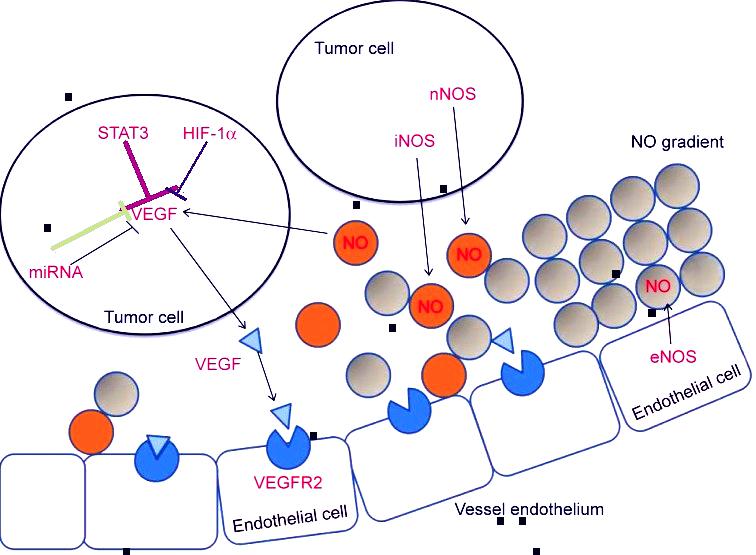 Tumor cell
nNOS
iNOS
STAT3
HIF-1α
NO gradient
VEGF
NO
NO
NO
NO
miRNA
Tumor cell
VEGF
eNOS
Endothelial cell
VEGFR2
Endothelial cell
Vessel endothelium